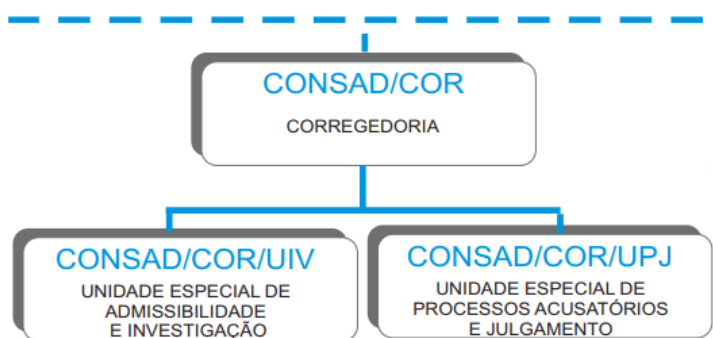 CONSAD/COR
CORREGEDORIA
CONSAD/COR/UIV
UNIDADE ESPECIAL DE
ADMISSIBILIDADE
E INVESTIGAÇÃO
CONSAD/COR/UPJ
UNIDADE ESPECIAL DE
PROCESSOS ACUSATÓRIOS
E JULGAMENTO